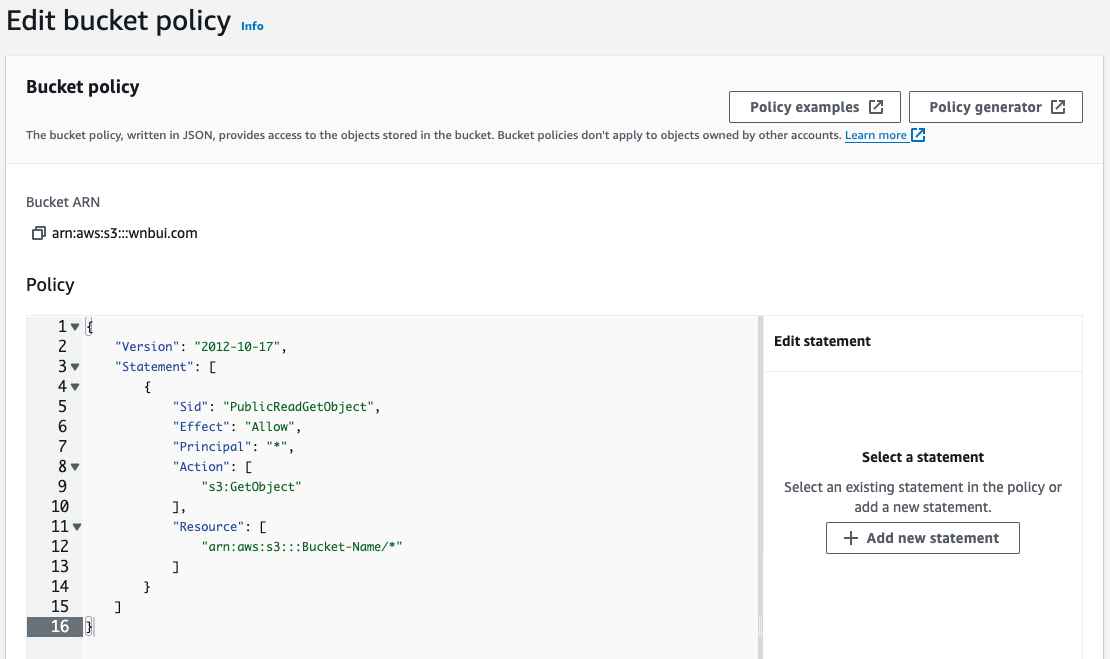 Edit bucket policy Info
Bucket policy
Policy examples
Policy generator
The bucket policy, written in JSON, provides access to the objects stored in the bucket. Bucket policies don't apply to objects owned by other accounts. Learn more
Bucket ARN
arn:aws:s3:::wnbui.com
Policy
1 {
2     "Version": "2012-10-17",
3     "Statement": [
4         {
5             "Sid": "PublicReadGetObject",
6             "Effect": "Allow",
7             "Principal": "*",
8             "Action": [
9                 "s3:GetObject"
10             ],
11             "Resource": [
12                 "arn:aws:s3:::Bucket-Name/*"
13             ]
14         }
15     ]
16 }
Edit statement
Select a statement
Select an existing statement in the policy or
add a new statement.
+ Add new statement